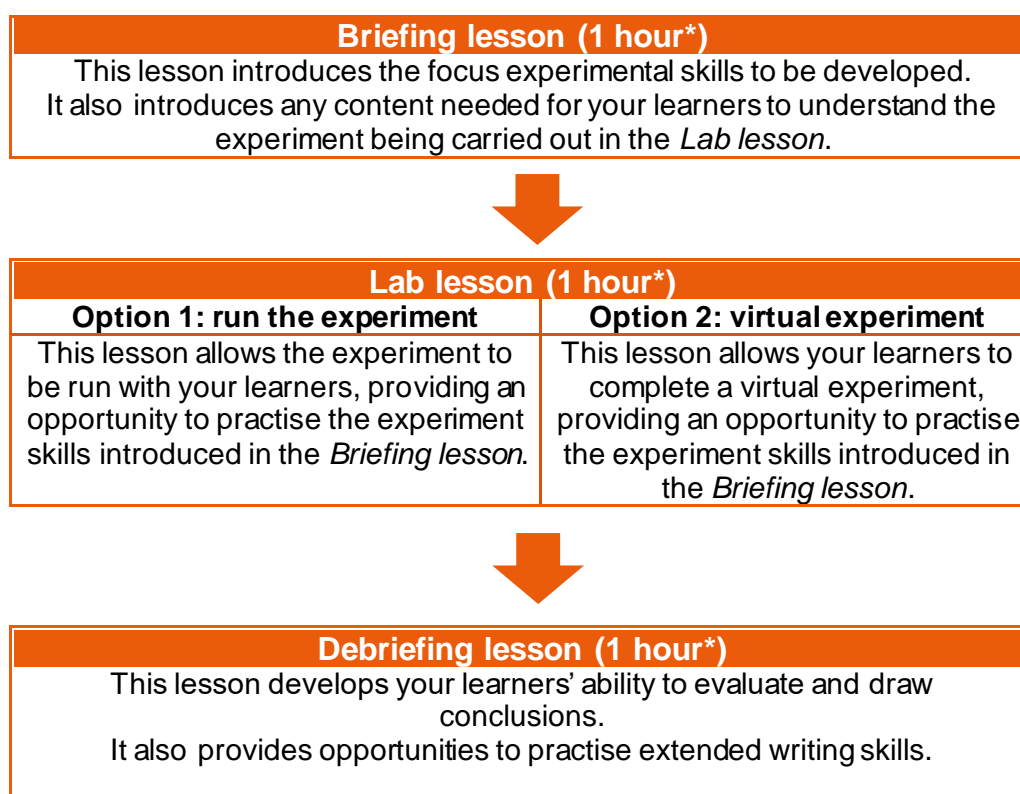 Briefing lesson (1 hour*)
This lesson introduces the focus experimental skills to be developed.
It also introduces any content needed for your learners to understand the
experiment being carried out in the Lab lesson.
Lab lesson (1 hour*)
Option 1: run the experiment
This lesson allows the experiment to
be run with your learners, providing an
opportunity to practise the experiment
skills introduced in the Briefing lesson.
Option 2: virtual experiment
This lesson allows your learners to
complete a virtual experiment,
providing an opportunity to practise
the experiment skills introduced in
the Briefing lesson.
Debriefing lesson (1 hour*)
This lesson develops your learners’ ability to evaluate and draw
conclusions.
It also provides opportunities to practise extended writing skills.